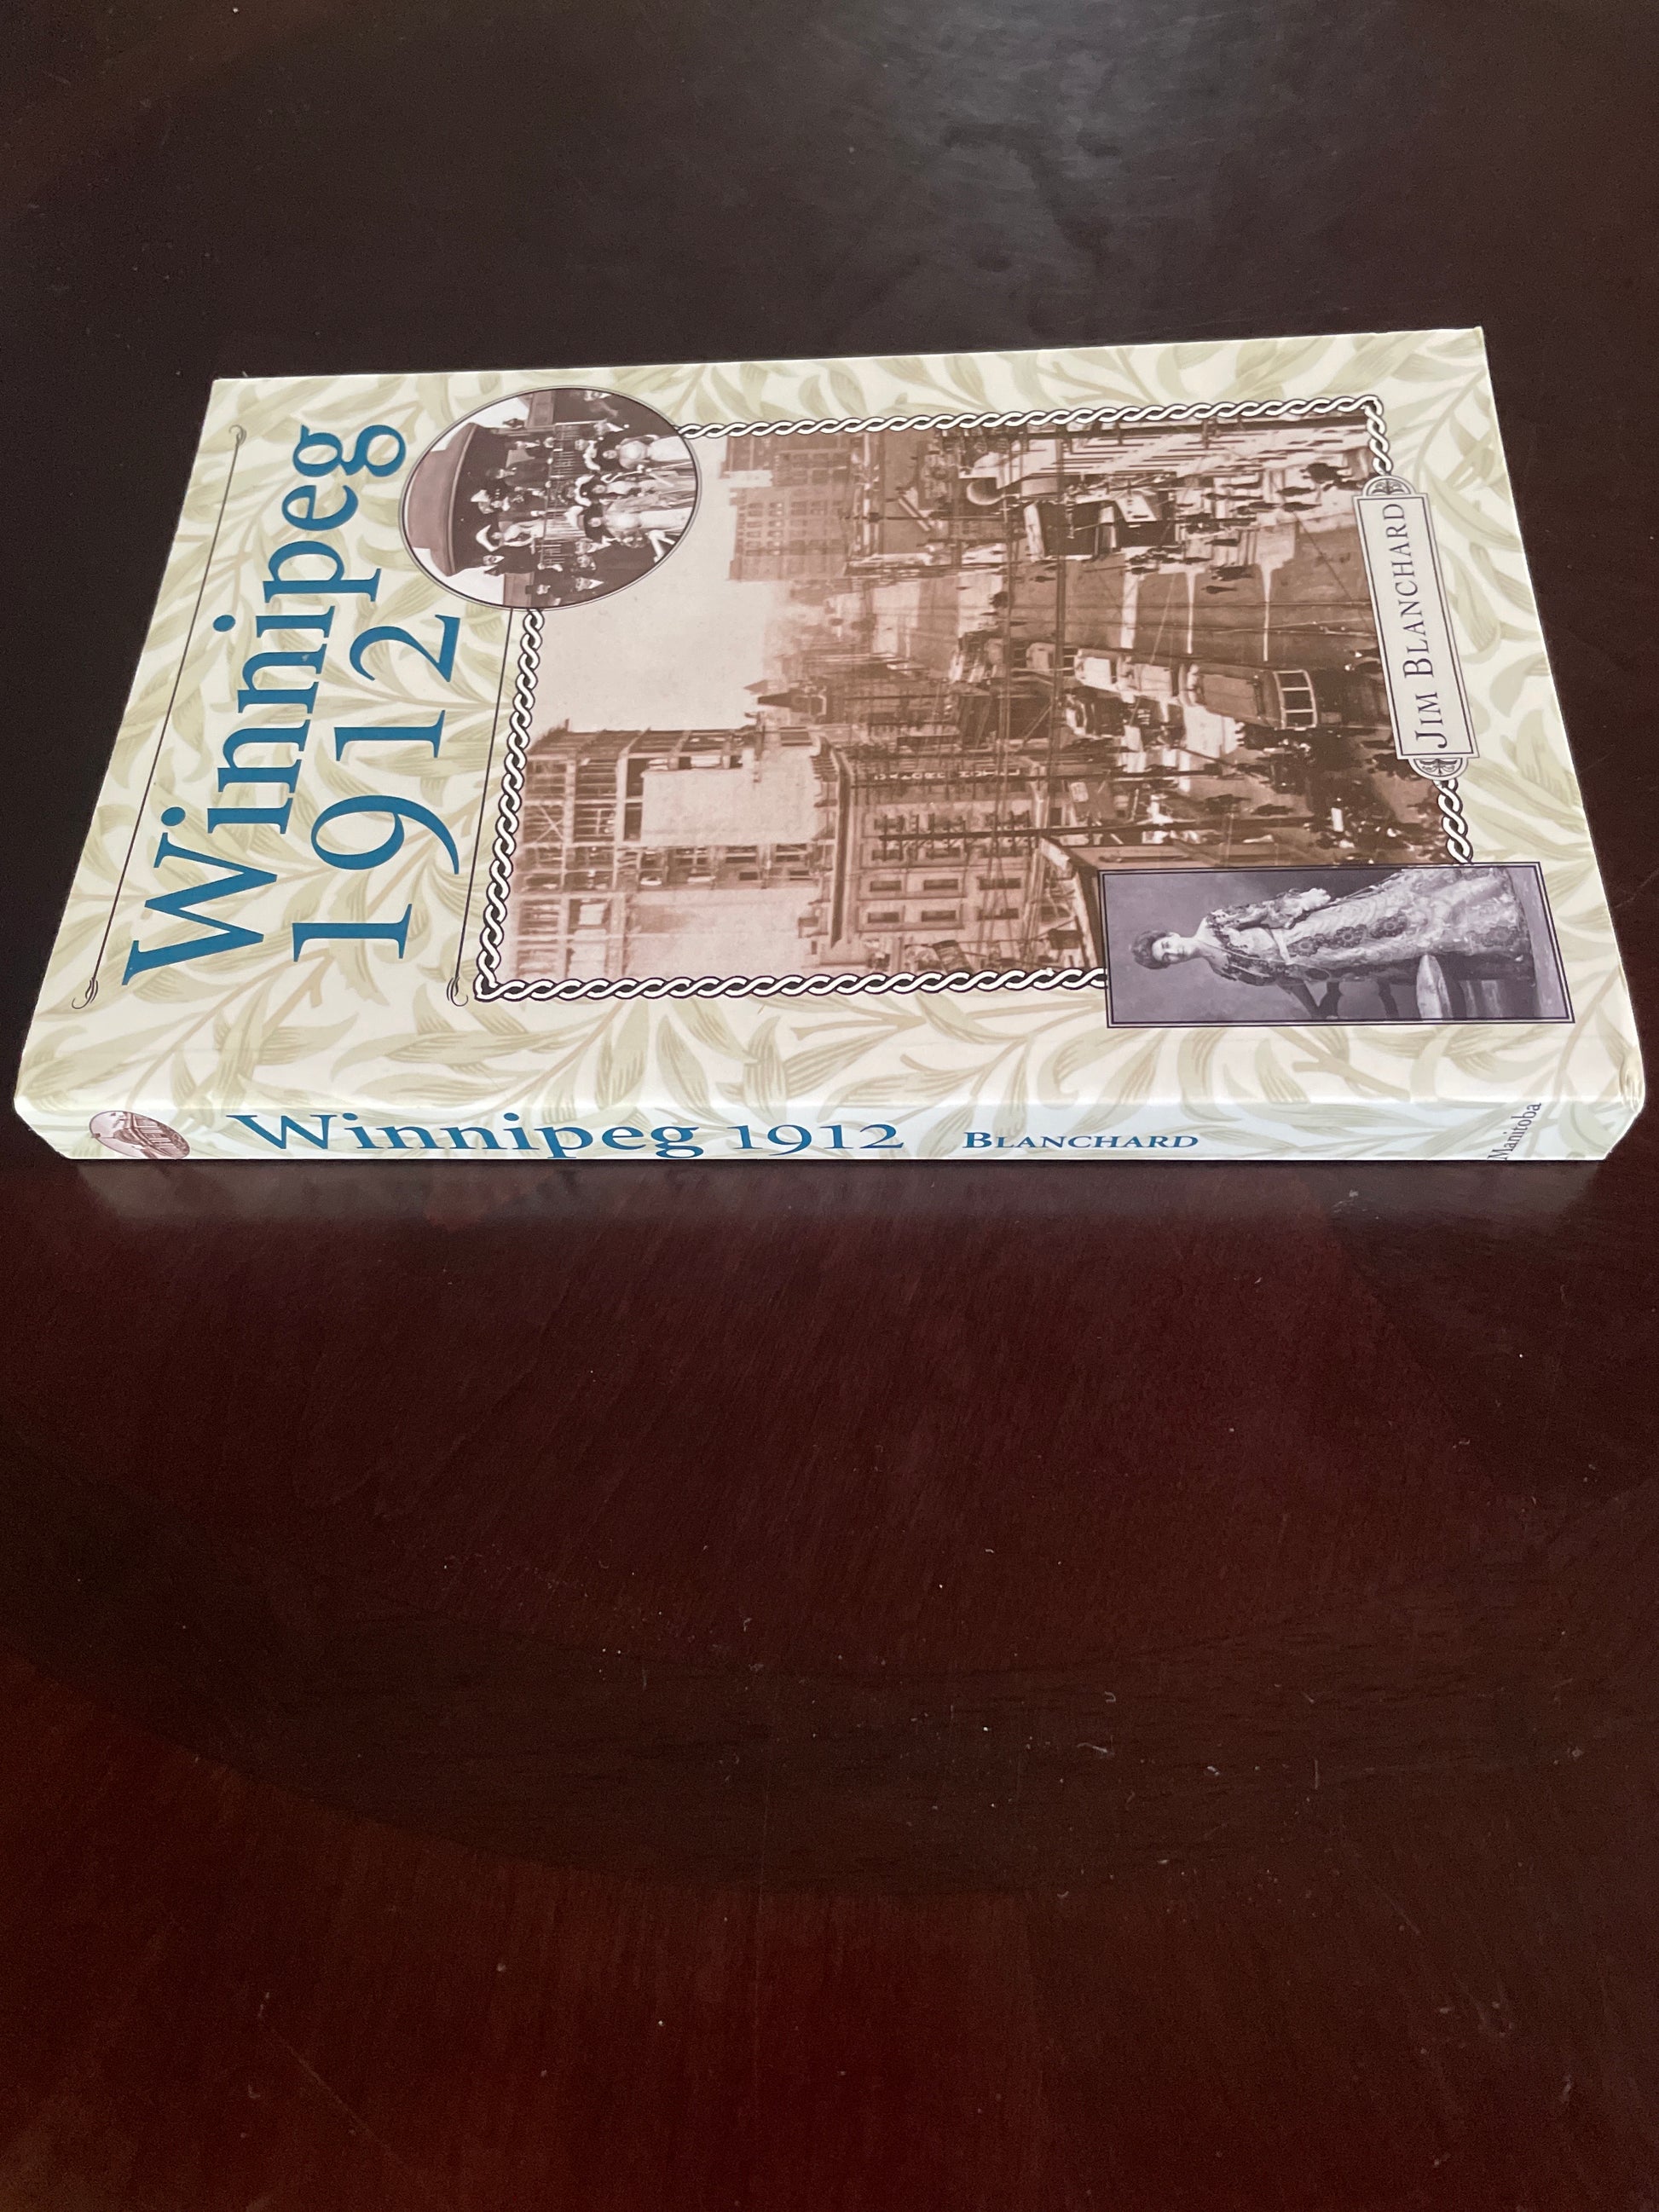 Winnipeg
1912
JIM BLANCHARD
Winnipeg 1912 BLANCHARD
Manitoba